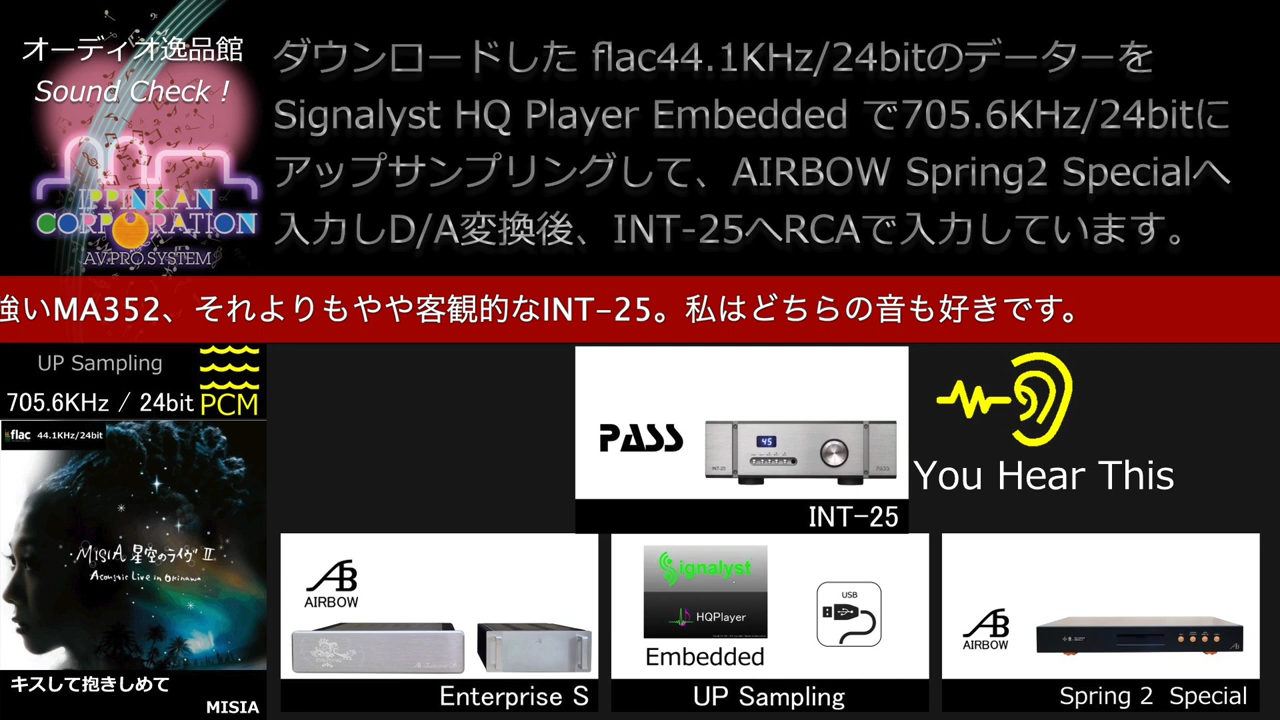 オーディオ逸品館
Sound Check !
IPPINKAN
CORPORATION
AV.PRO.SYSTEM
ダウンロードした flac44.1KHz/24bitのデーターを
Signalyst HQ Player Embedded で705.6KHz/24bitに
アップサンプリングして、AIRBOW Spring2 Specialへ
入力しD/A変換後、INT-25へRCAで入力しています。
強いMA352、それよりもやや客観的なINT-25。私はどちらの音も好きです。
UP Sampling
705.6KHz / 24bit PCM
flac 44.1KHz/24bit
MISIA 星空のライヴ II
Acoustic Live in Okinawa
キスして抱きしめて
MISIA
PASS
45
INT-25
PASS
INT-25
You Hear This
AB
AIRBOW
Enterprise S
Signalyst
HQPlayer
Embedded
USB
UP Sampling
AB
AIRBOW
Spring 2 Special